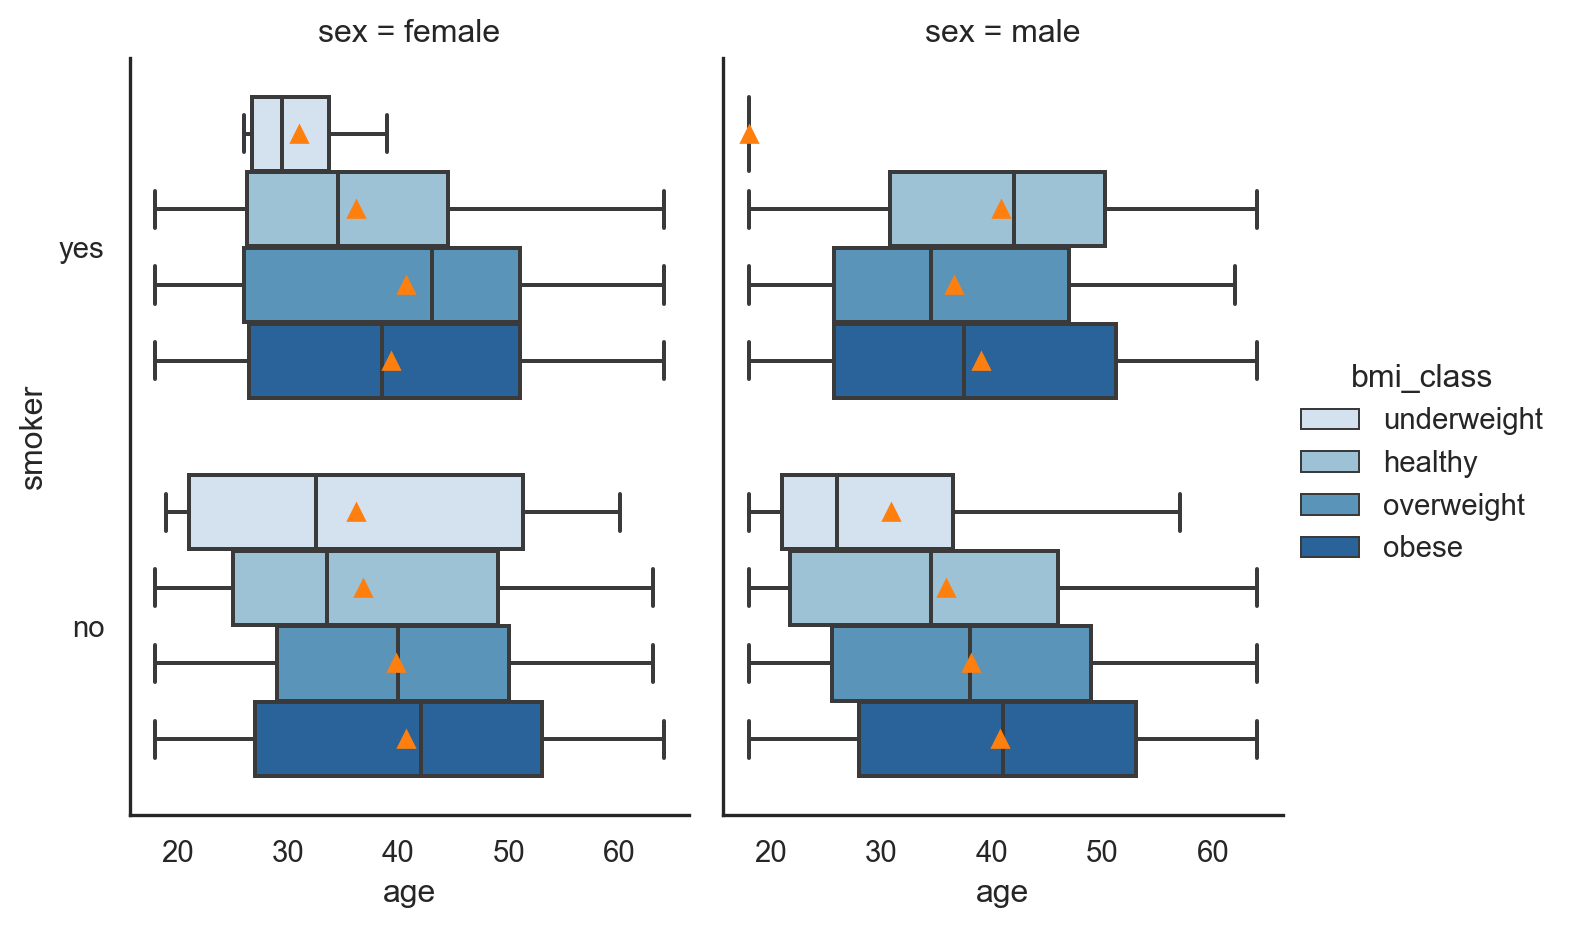 sex = female
sex = male
smoker
yes
no
20 30 40 50 60
age
20 30 40 50 60
age
bmi_class
underweight
healthy
overweight
obese